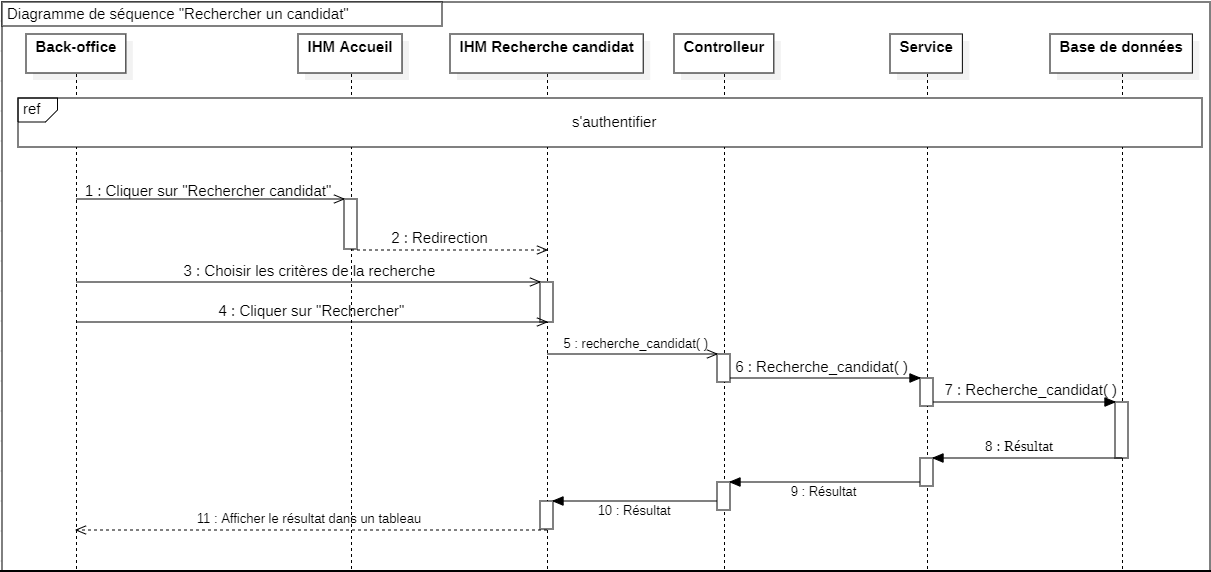 Diagramme de séquence "Rechercher un candidat"
Back-office
IHM Accueil
IHM Recherche candidat
Controlleur
Service
Base de données
ref
s'authentifier
1 : Cliquer sur "Rechercher candidat"
2 : Redirection
3 : Choisir les critères de la recherche
4 : Cliquer sur "Rechercher"
5 : recherche_candidat( )
6 : Recherche_candidat( )
7 : Recherche_candidat( )
8 : Résultat
9 : Résultat
10 : Résultat
11 : Afficher le résultat dans un tableau